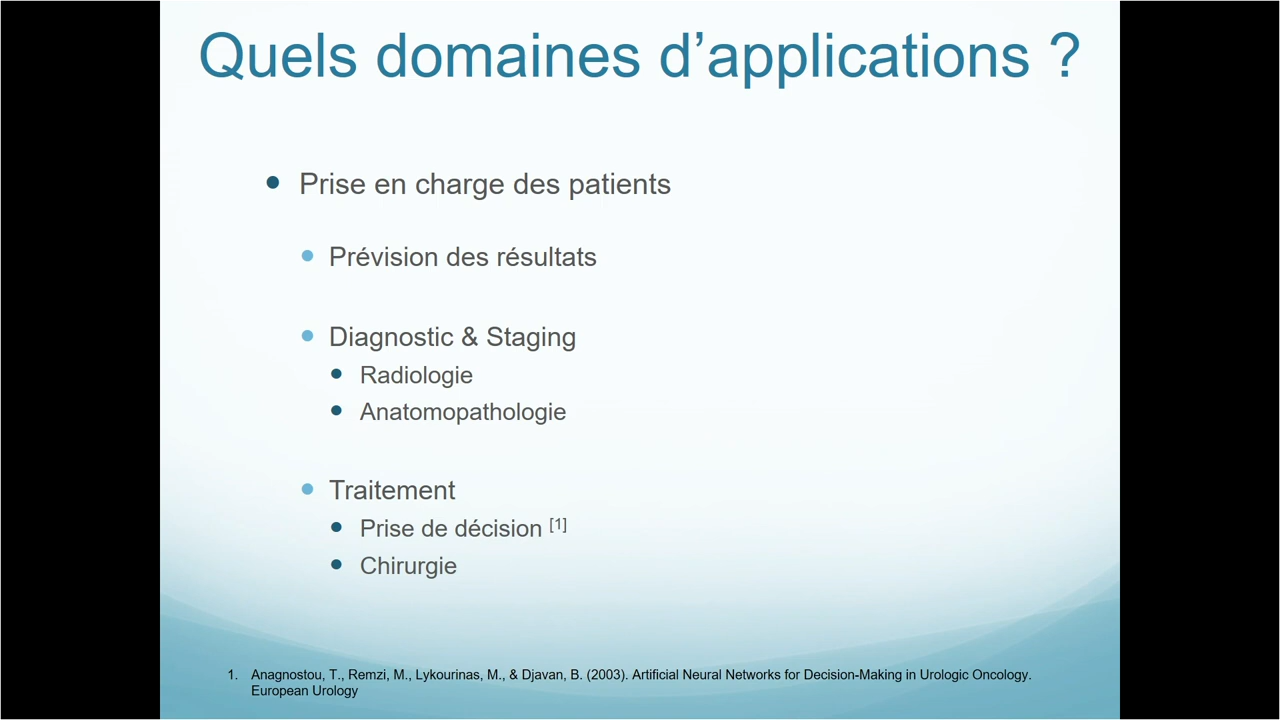 Quels domaines d’applications ?
Prise en charge des patients
Prévision des résultats
Diagnostic & Staging
Radiologie
Anatomopathologie
Traitement
Prise de décision [1]
Chirurgie
1. Anagnostou, T., Remzi, M., Lykourinas, M., & Djavan, B. (2003). Artificial Neural Networks for Decision-Making in Urologic Oncology.
European Urology